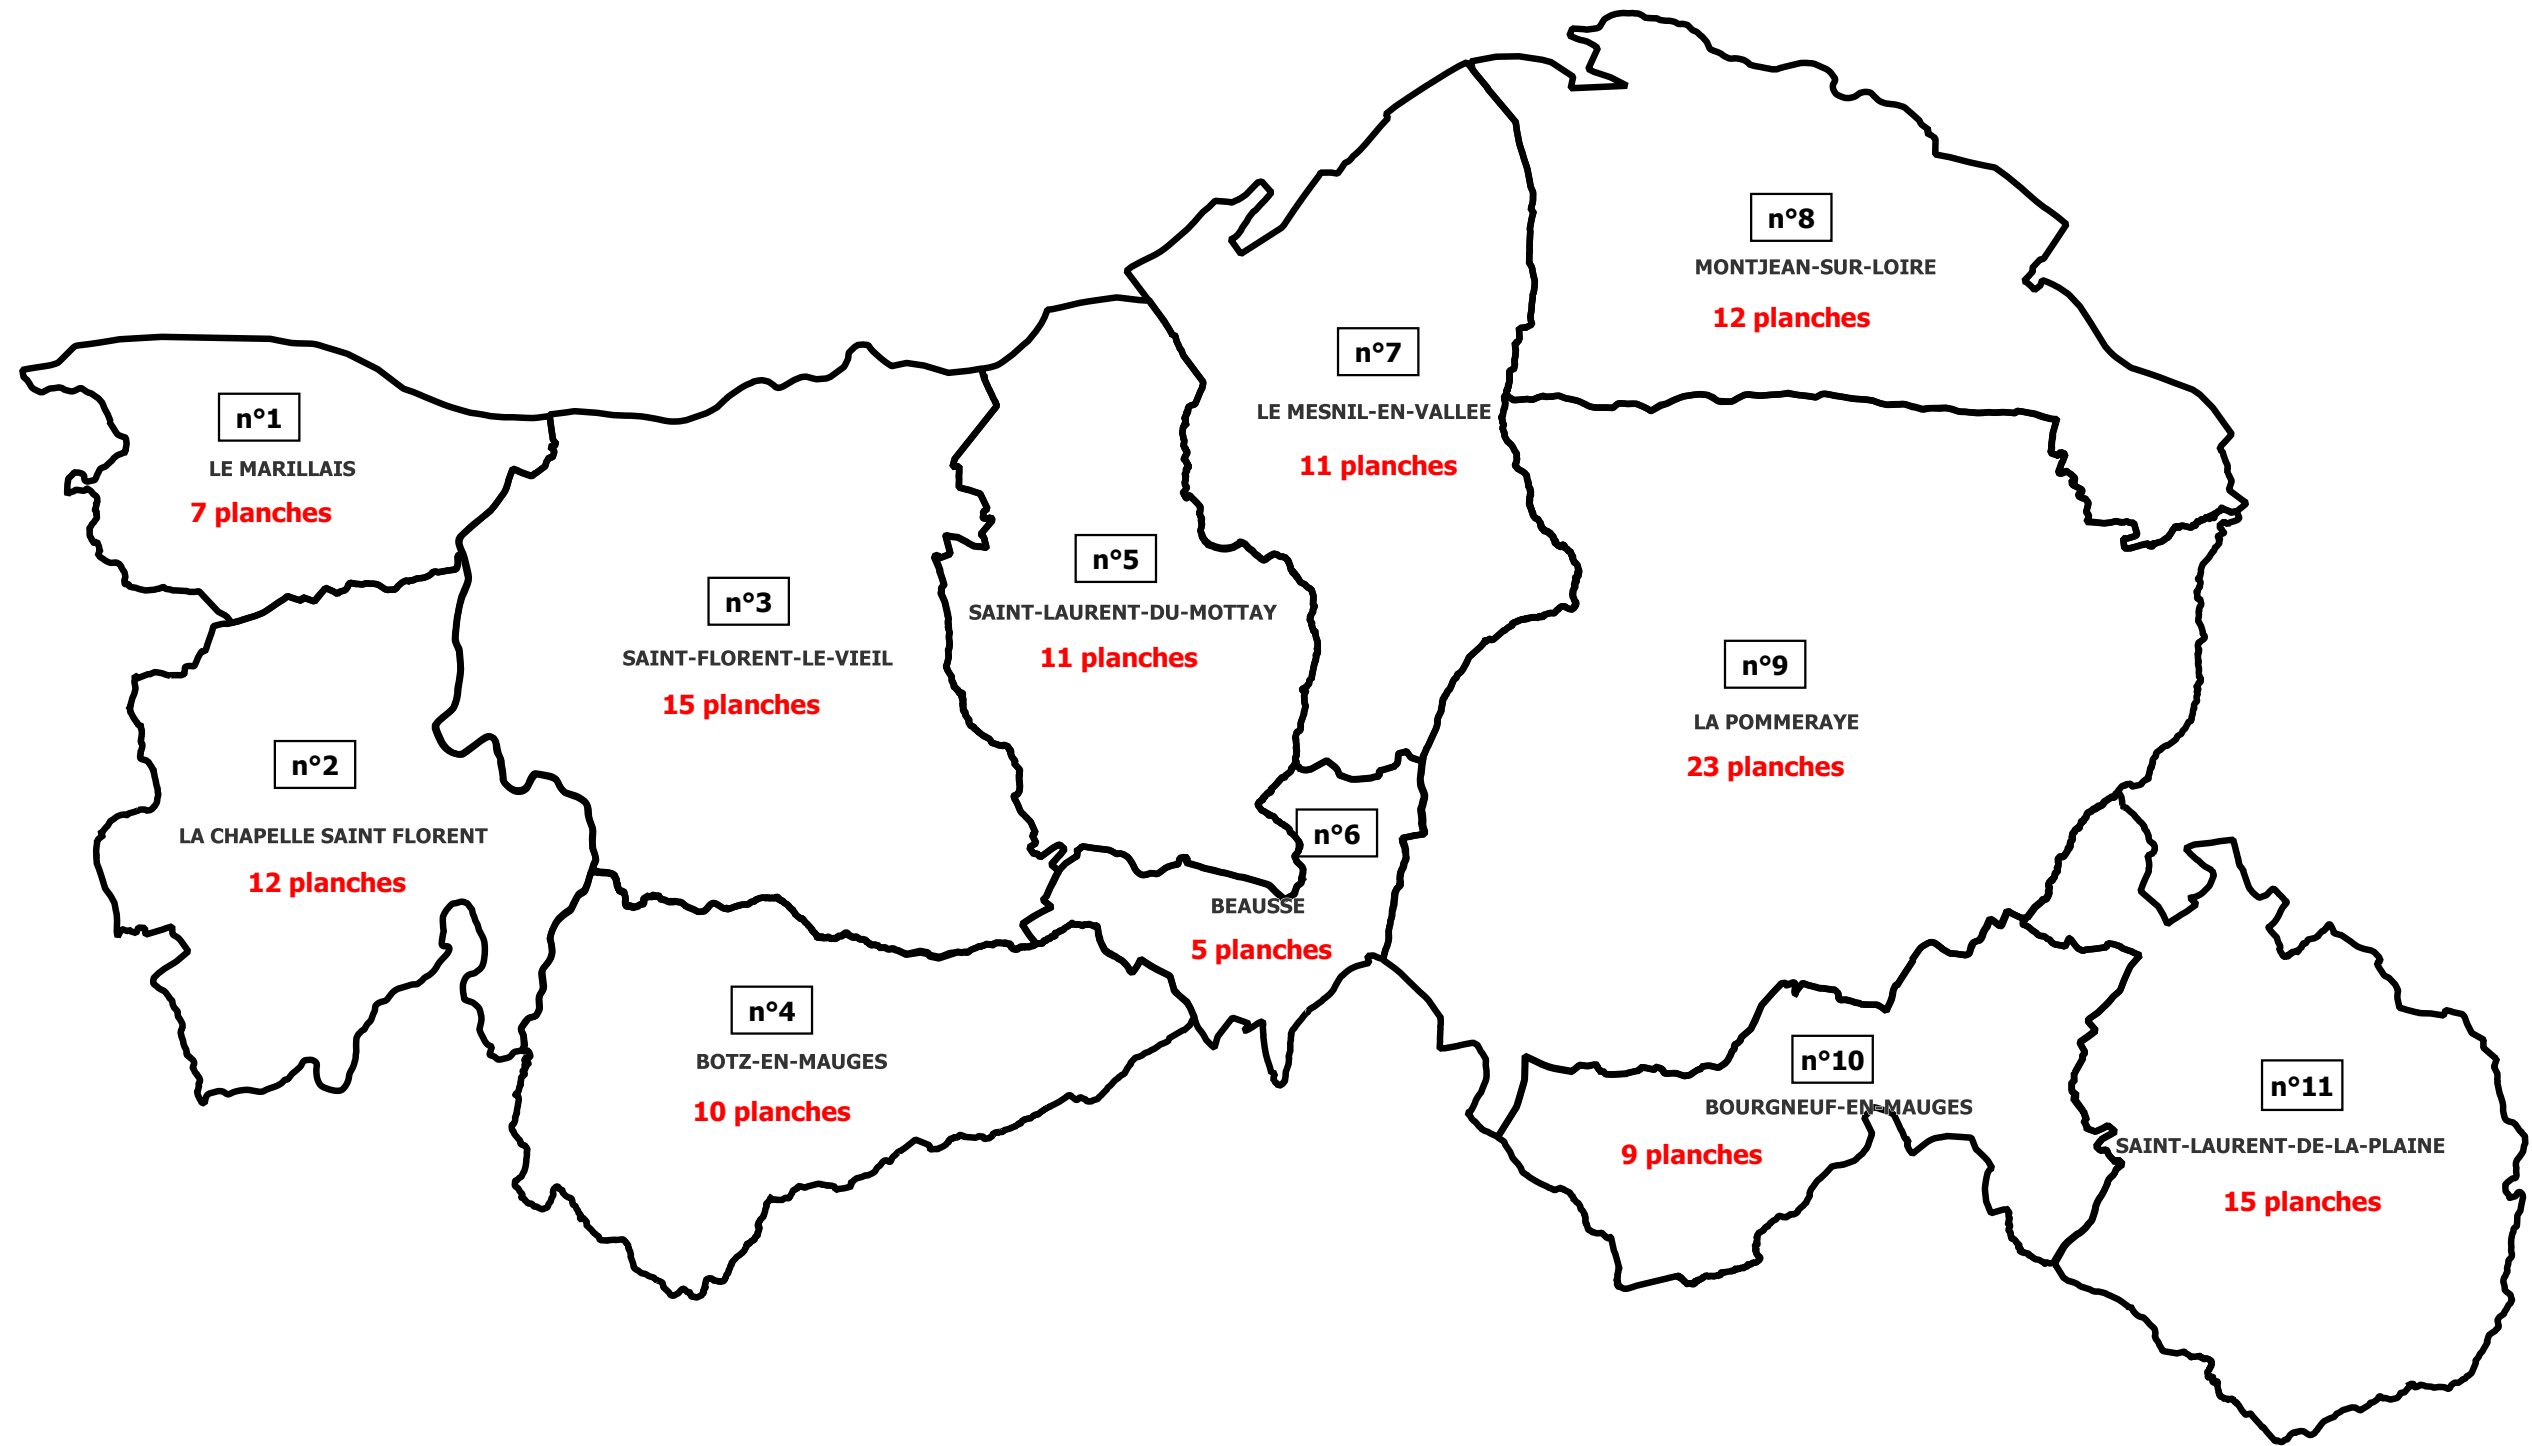 n°1
LE MARILLAIS
7 planches
n°2
LA CHAPELLE SAINT FLORENT
12 planches
n°3
SAINT-FLORENT-LE-VIEIL
15 planches
n°4
BOTZ-EN-MAUGES
10 planches
n°5
SAINT-LAURENT-DU-MOTTAY
11 planches
n°6
BEAUSSE
5 planches
n°7
LE MESNIL-EN-VALLEE
11 planches
n°8
MONTJEAN-SUR-LOIRE
12 planches
n°9
LA POMMERAYE
23 planches
n°10
BOURGNEUF-EN-MAUGES
9 planches
n°11
SAINT-LAURENT-DE-LA-PLAINE
15 planches